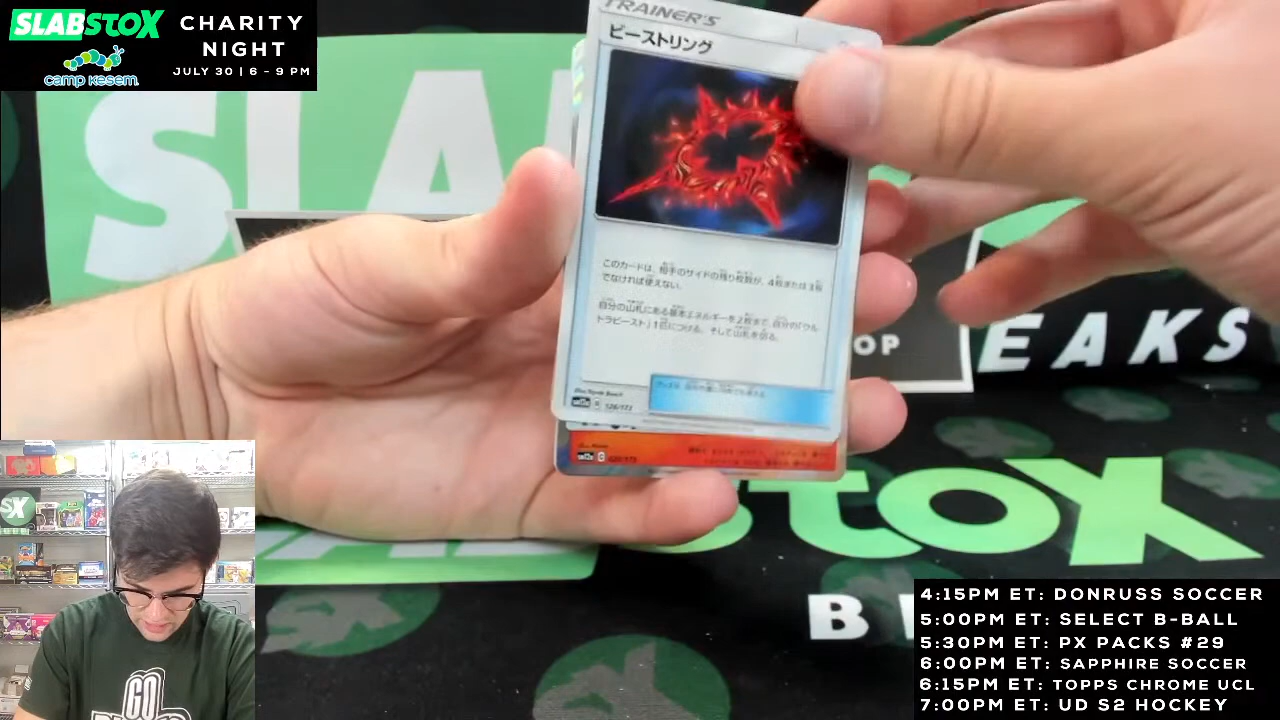 SLABSTOX
CHARITY
NIGHT
camp kesem
JULY 30 | 6 - 9 PM
TRAINER'S
ビーストリング
このカードは、相手のサイドの残り枚数が、4枚または3枚
でなければ使えない。
自分の山札にある基本エネルギーを2枚まで、自分の「ウル
トラビースト」1匹につける。そして山札を切る。
126/173
SLA
OP
EAKS
STOX
B
SX
GO
4:15PM ET: DONRUSS SOCCER
5:00PM ET: SELECT B-BALL
5:30PM ET: PX PACKS #29
6:00PM ET: SAPPHIRE SOCCER
6:15PM ET: TOPPS CHROME UCL
7:00PM ET: UD S2 HOCKEY